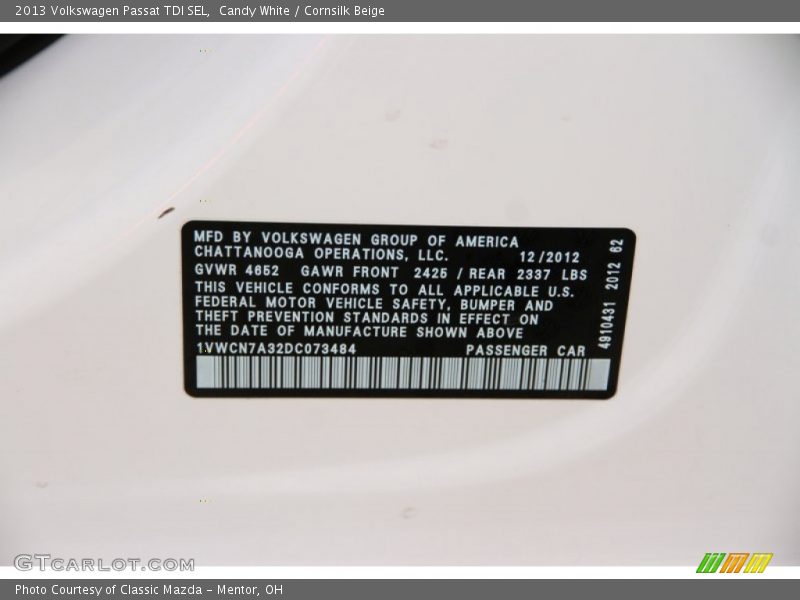 2013 Volkswagen Passat TDI SEL,  Candy White / Cornsilk Beige
MFD BY VOLKSWAGEN GROUP OF AMERICA
CHATTANOOGA OPERATIONS, LLC. 12/2012
GVWR 4652 GAWR FRONT 2425 / REAR 2337 LBS
THIS VEHICLE CONFORMS TO ALL APPLICABLE U.S.
FEDERAL MOTOR VEHICLE SAFETY, BUMPER AND
THEFT PREVENTION STANDARDS IN EFFECT ON
THE DATE OF MANUFACTURE SHOWN ABOVE
1VWCN7A32DC073484 PASSENGER CAR
4910431 2012 62
GTCARLOT.COM
Photo Courtesy of Classic Mazda - Mentor, OH